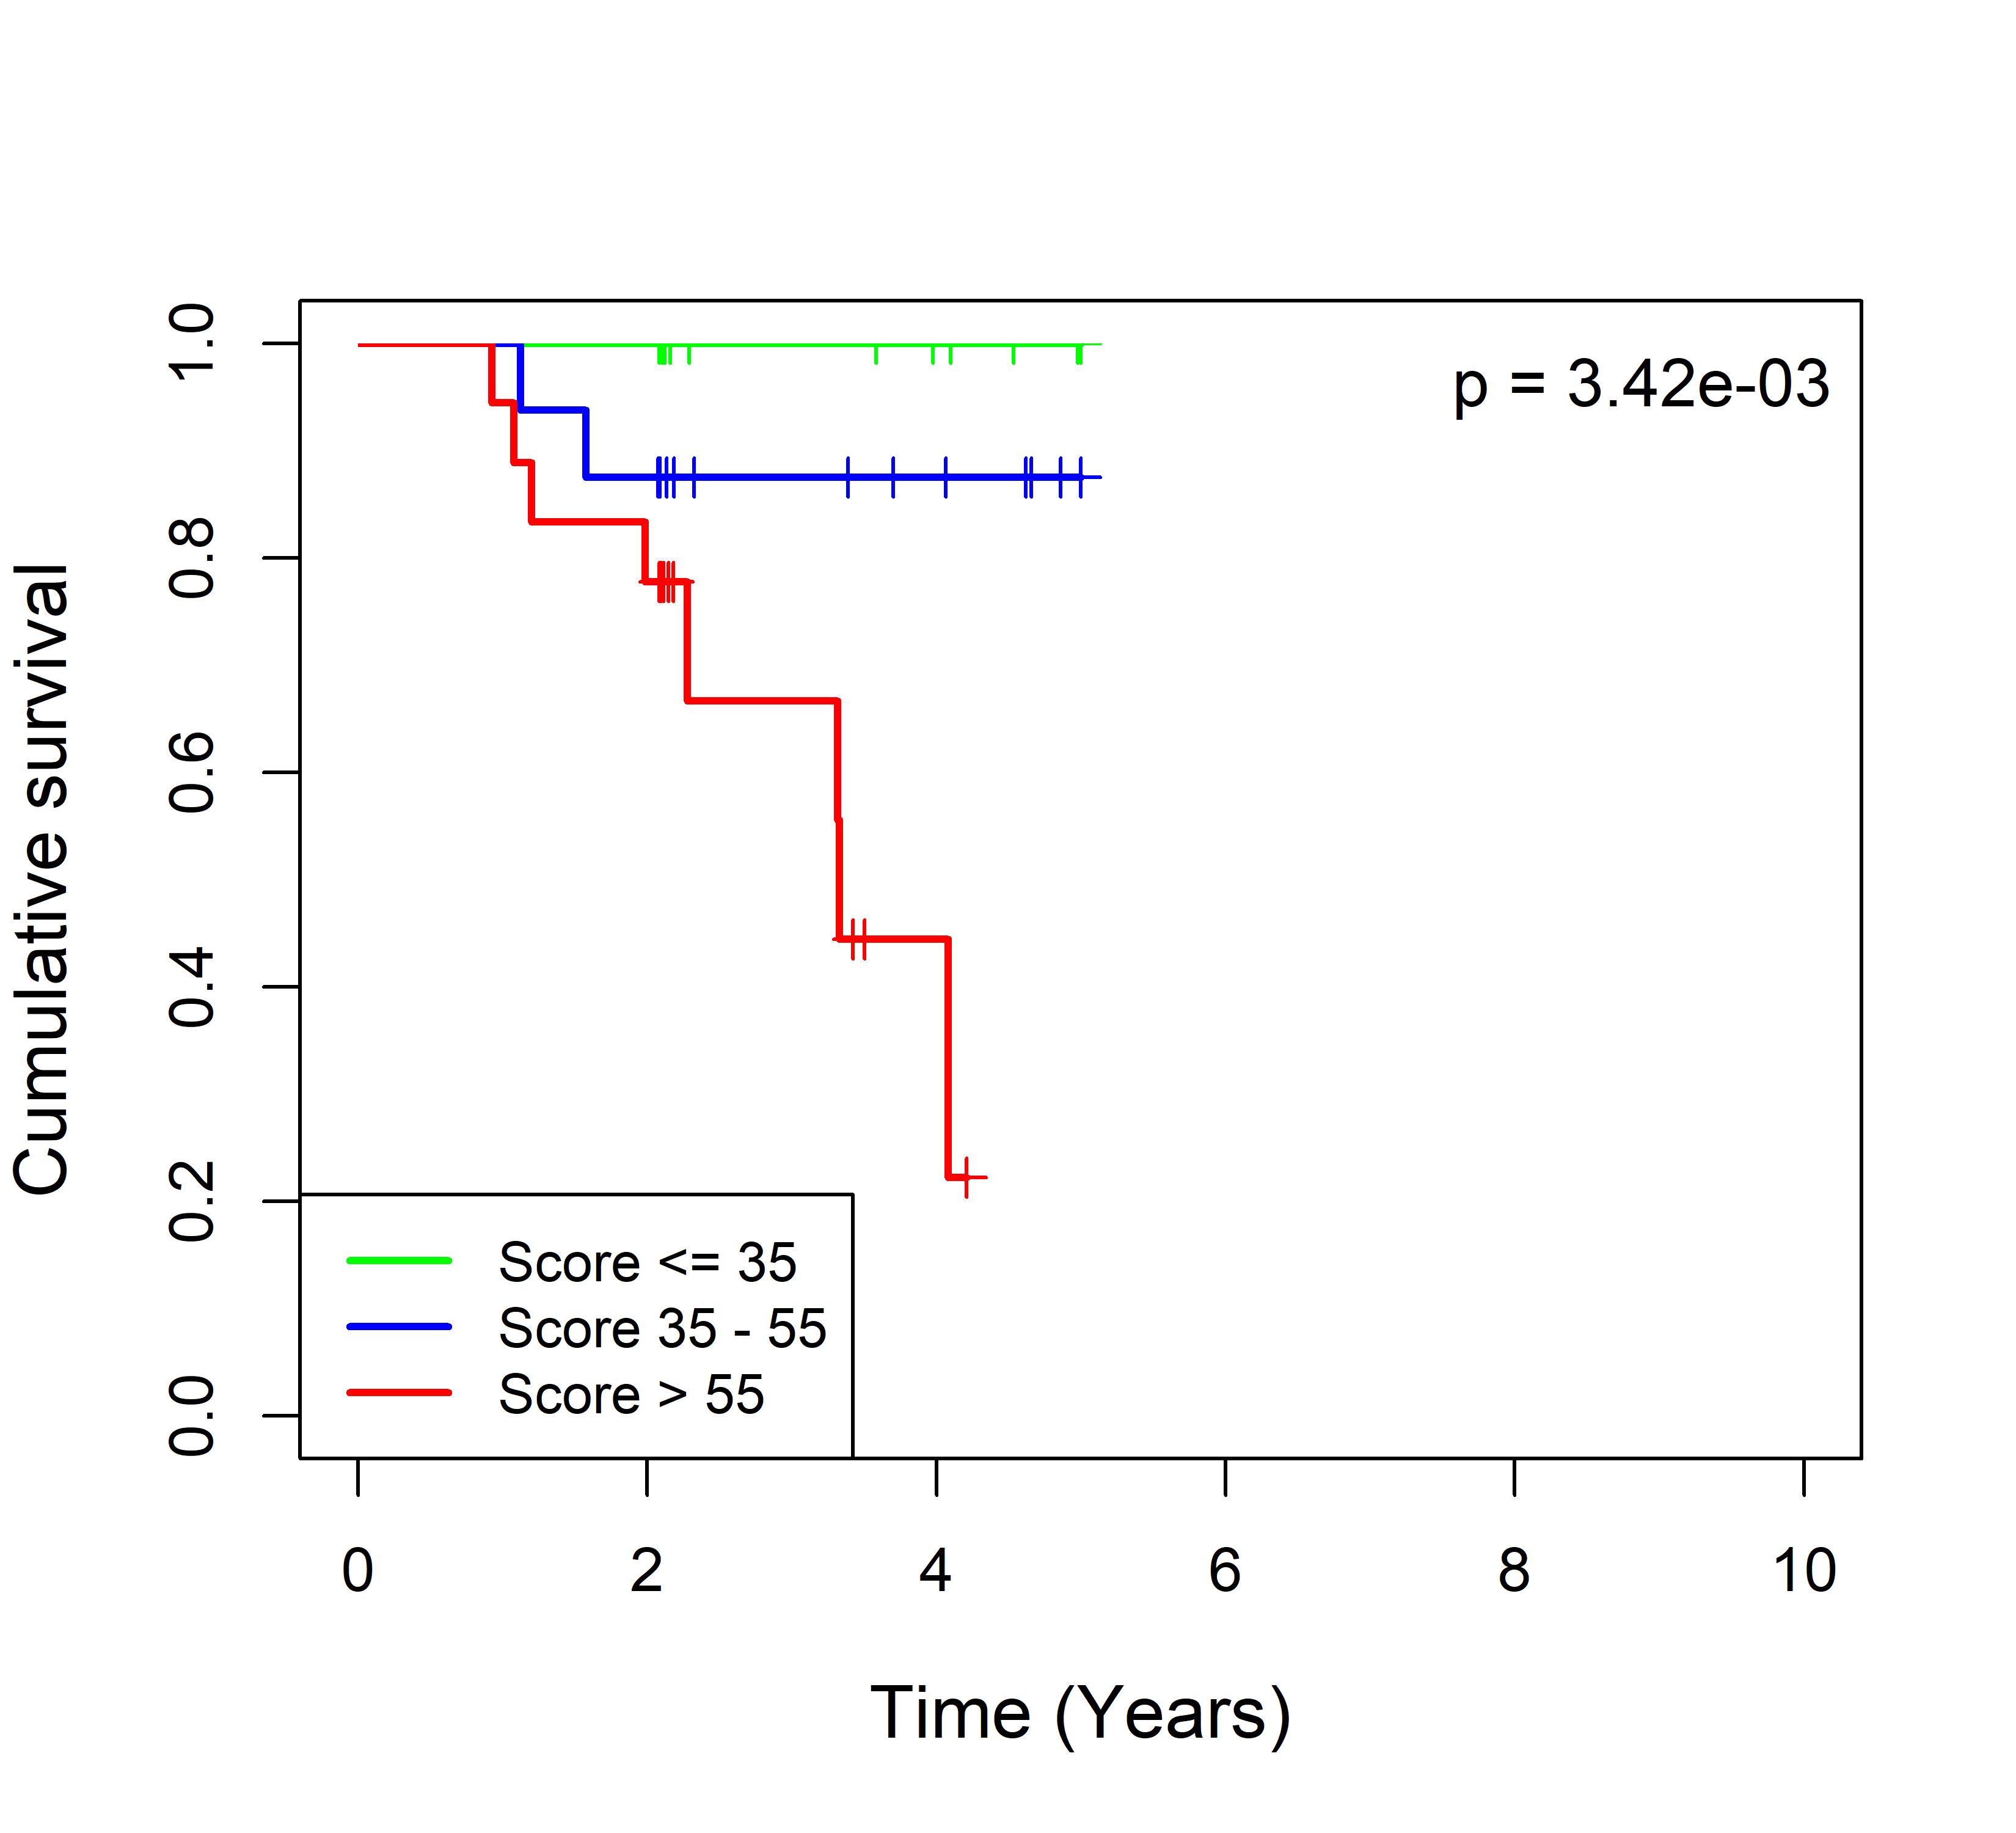 p = 3.42e-03
Cumulative survival
1.0
0.8
0.6
0.4
0.2
0.0
Score <= 35
Score 35 - 55
Score > 55
0 2 4 6 8 10
Time (Years)